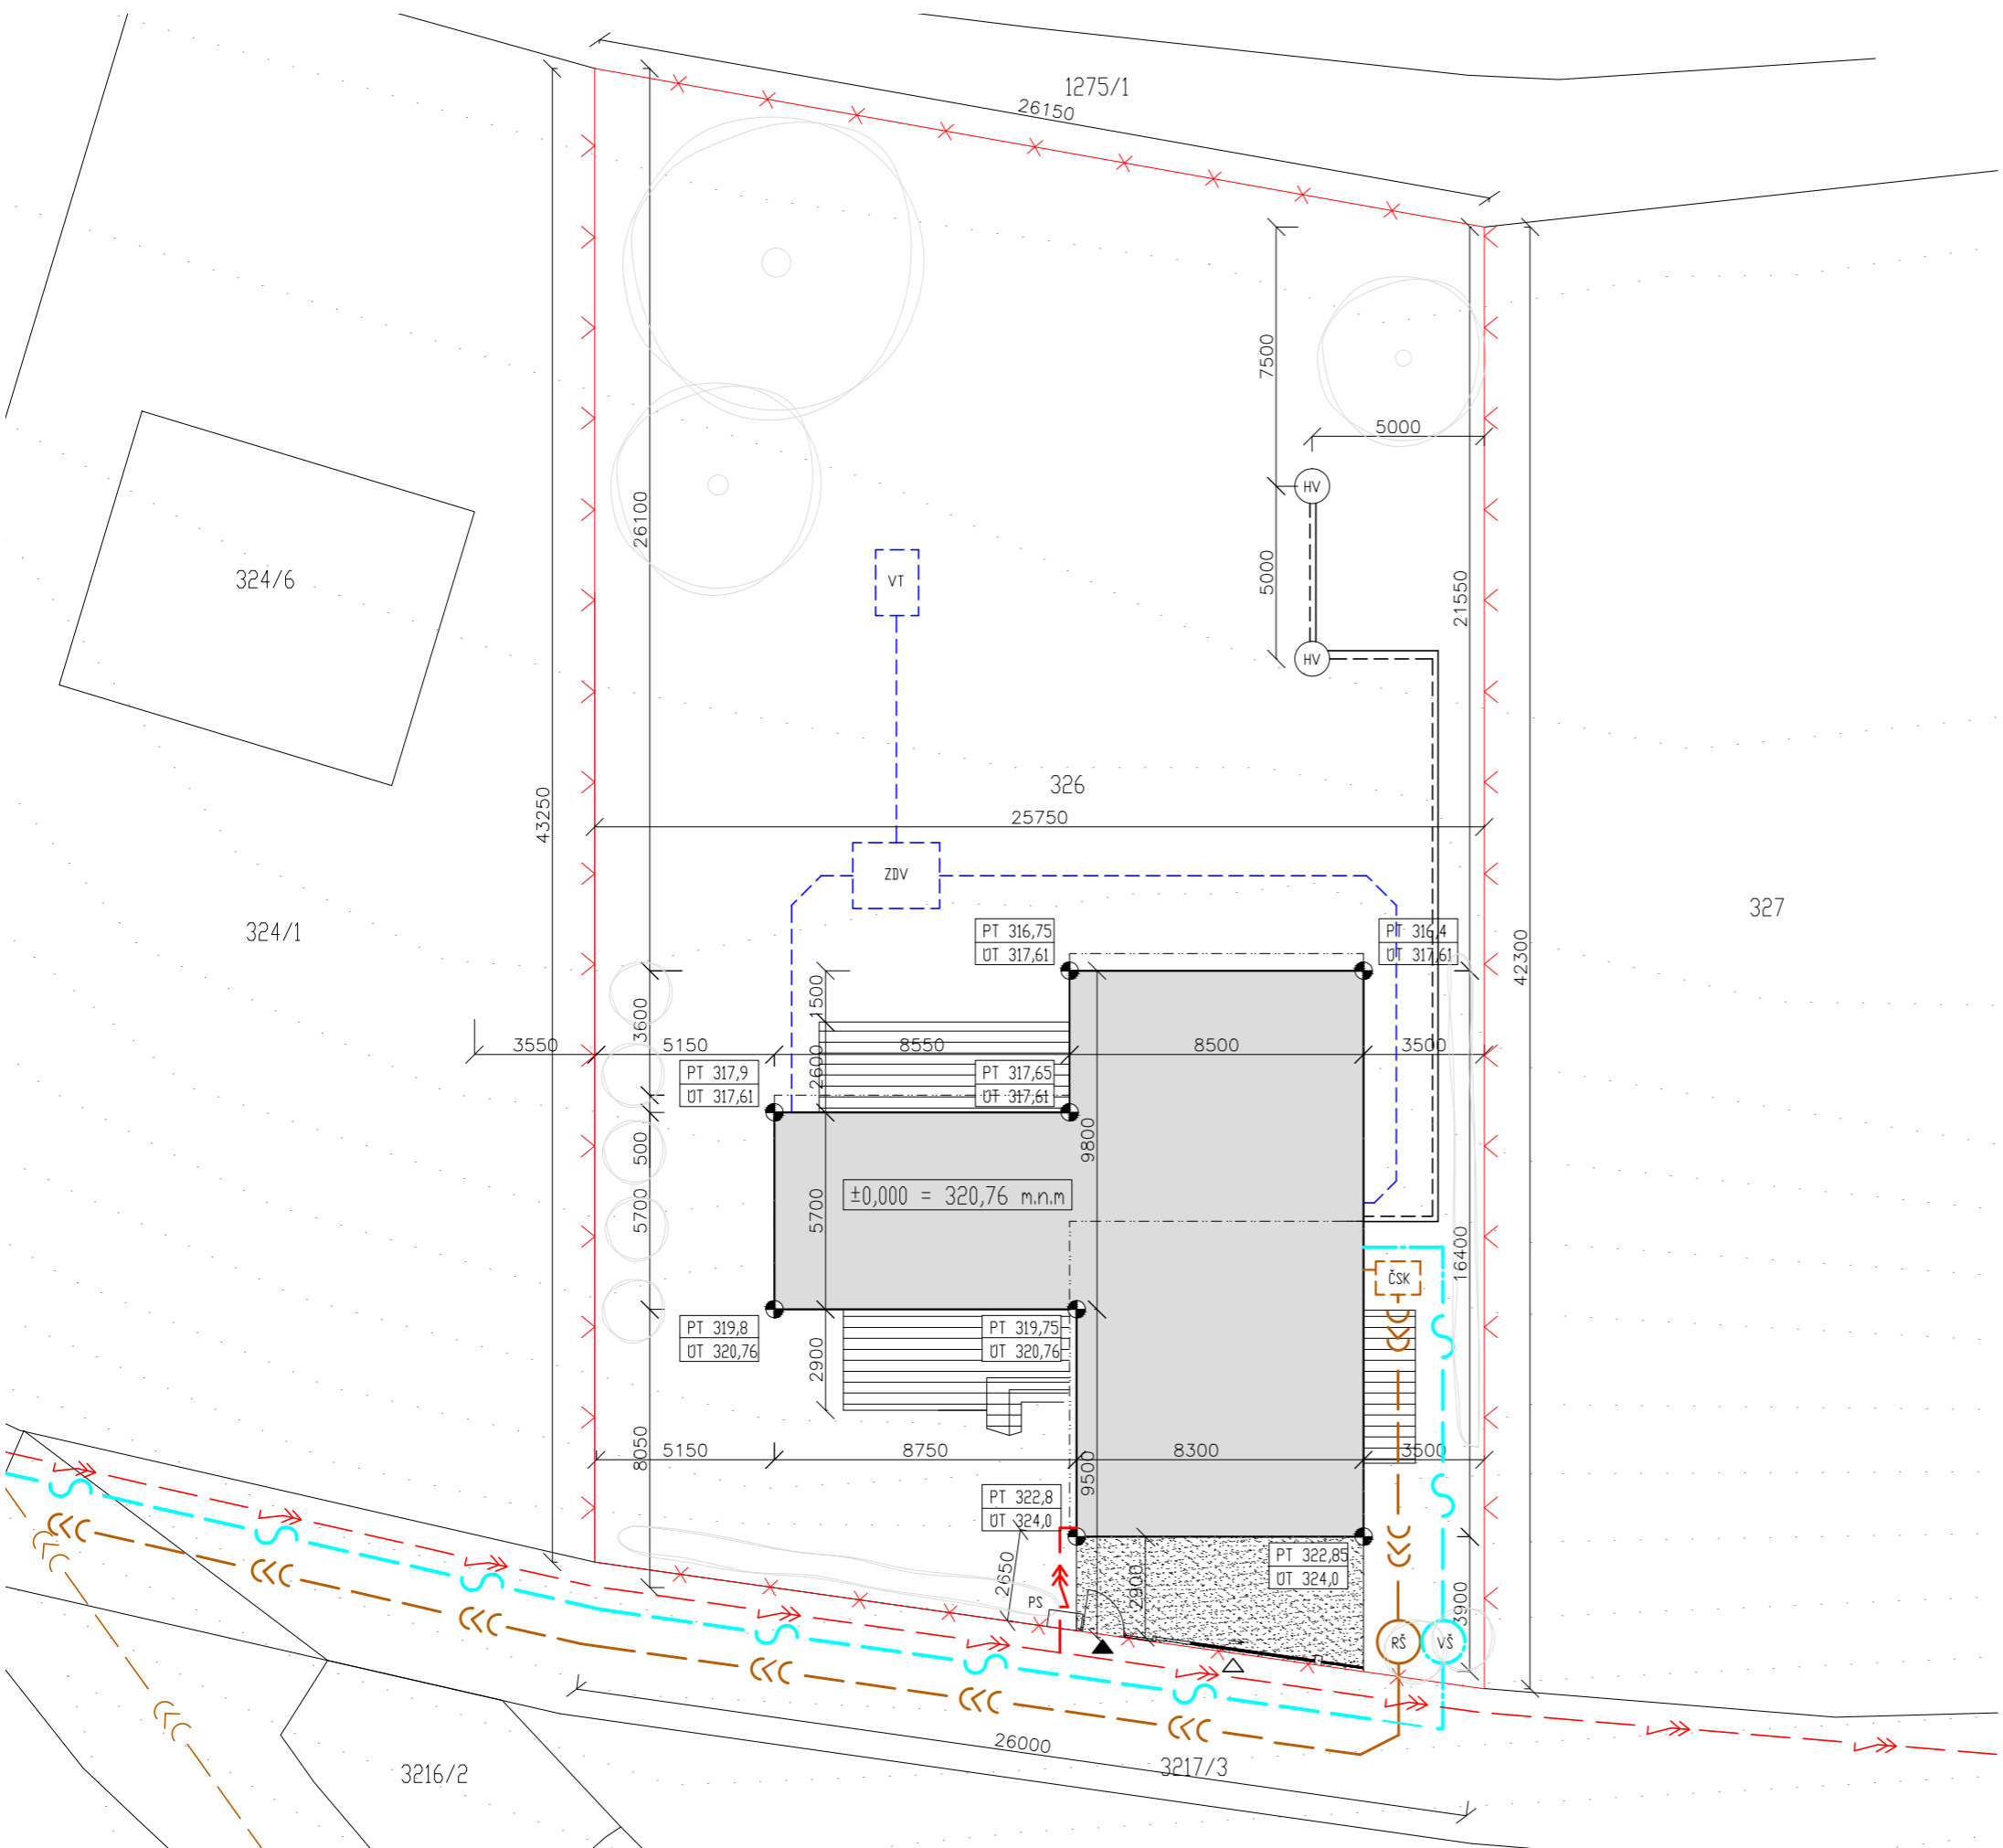 1275/1
26150
7500
5000
HV
26100
5000
21550
324/6
VT
HV
43250
326
25750
ZDV
324/1
327
PT 316,75
ÚT 317,61
PT 316,4
ÚT 317,61
42300
1500
3600
3550
5150
8550
8500
3500
2600
PT 317,9
ÚT 317,61
PT 317,65
ÚT 317,61
500
9800
±0,000 = 320,76 m.n.m
5700
5700
16400
ČSK
PT 319,8
ÚT 320,76
PT 319,75
ÚT 320,76
2900
8050
5150
8750
8300
3500
9500
PT 322,8
ÚT 324,0
PT 322,85
ÚT 324,0
2650
2900
3900
PS
RŠ
VŠ
26000
3216/2
3217/3